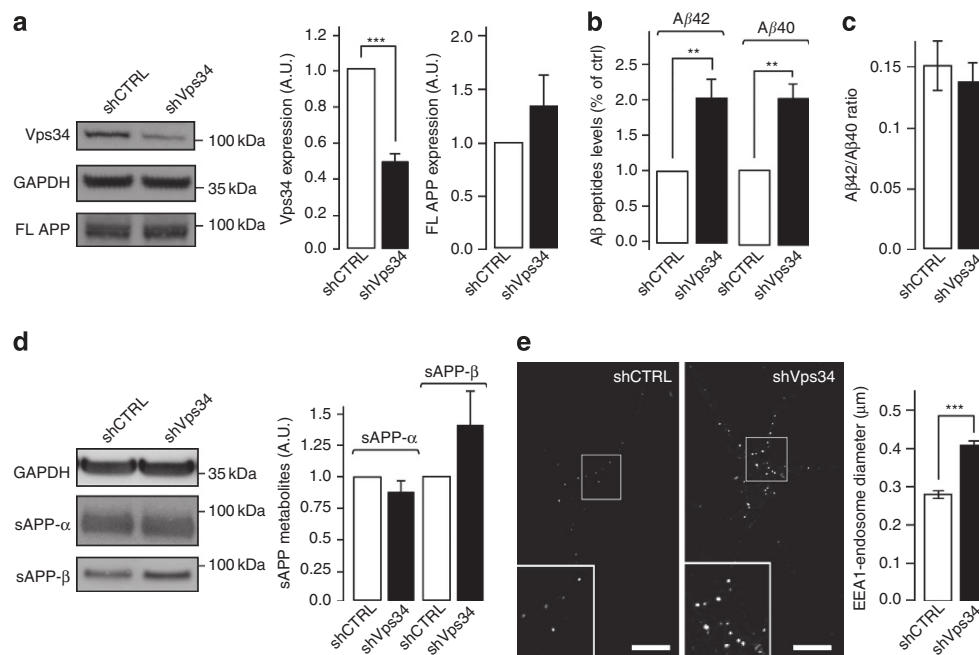 a
shCTRL
shVps34
Vps34
100 kDa
GAPDH
35 kDa
FL APP
100 kDa
Vps34 expression (A.U.)
1.2
1.0
0.8
0.6
0.4
0.2
0.0
***
shCTRL
shVps34
FL APP expression (A.U.)
2.0
1.5
1.0
0.5
0.0
shCTRL
shVps34
b
Aβ peptides levels (% of ctrl)
Aβ42
Aβ40
2.5
2.0
1.5
1.0
0.5
0.0
**
**
shCTRL
shVps34
shCTRL
shVps34
c
Aβ42/Aβ40 ratio
0.15
0.10
0.15
0.0
shCTRL
shVps34
d
shCTRL
shVps34
GAPDH
35 kDa
sAPP-α
100 kDa
sAPP-β
100 kDa
sAPP metabolites (A.U.)
sAPP-β
sAPP-α
1.5
1.25
1.0
0.75
0.5
0.25
0.0
shCTRL
shVps34
shCTRL
shVps34
e
shCTRL
shVps34
EEA1-endosome diameter (μm)
0.5
0.4
0.3
0.2
0.1
0.0
***
shCTRL
shVps34